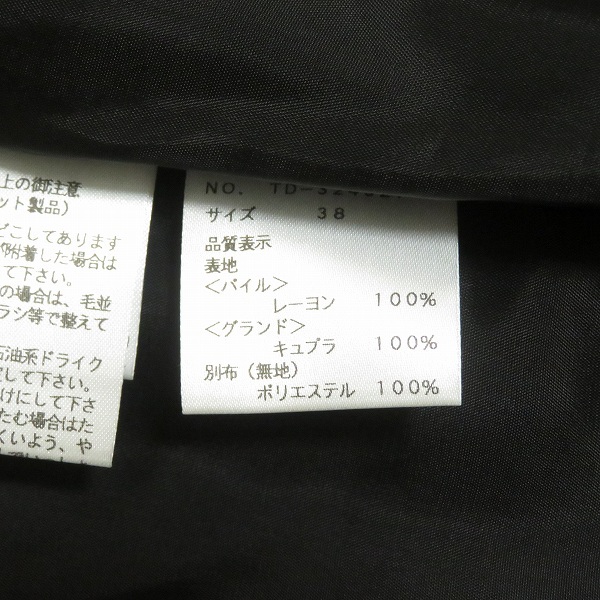 上の御注意
ット製品)
どこしてあります
付着した場合は
て下さい。
の場合は、毛並
ラシ等で整えて
石油系ドライク
して下さい。
けにして下さ
たむ場合はた
くいよう、や
NO.
サイズ 38
品質表示
表地
<パイル>
レーヨン 100%
<グランド>
キュプラ 100%
別布（無地）
ポリエステル 100%